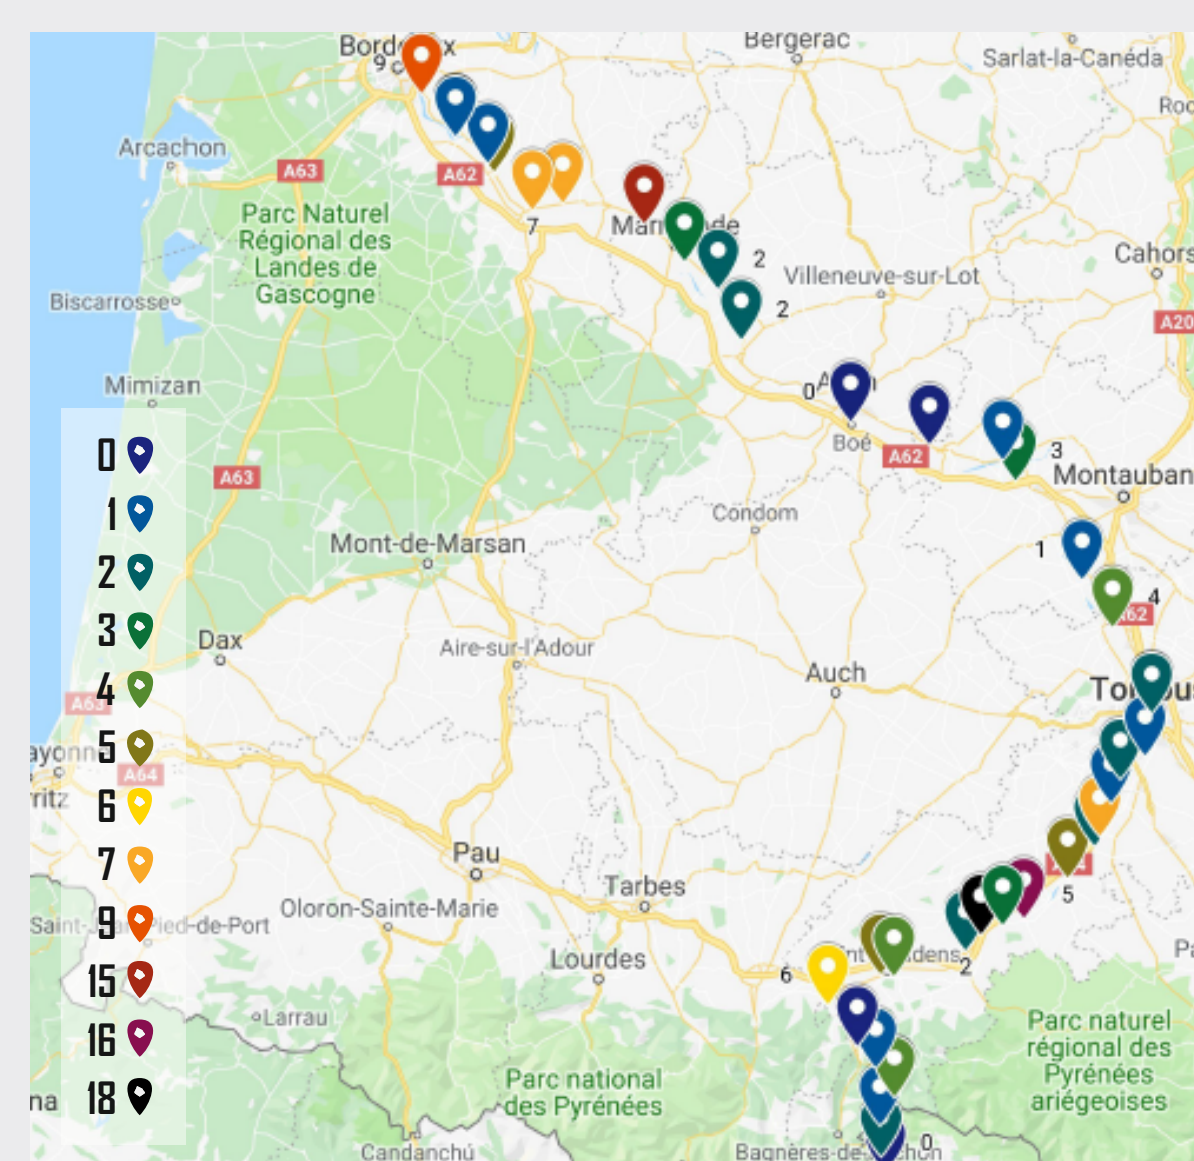 Bergerac
Sarlat-la-Canéda
9
Arcachon
A63
A62
Parc Naturel
Régional des
Landes de
Gascogne
7
2
Villeneuve-sur-Lot
Cahors
Biscarrosse
2
A20
Mimizan
0
Boé
A62
3
Montauban
A63
Condom
Mont-de-Marsan
1
4
Dax
Aire-sur-l'Adour
Auch
A63
A64
Pau
Tarbes
5
Oloron-Sainte-Marie
Lourdes
2
6
Larrau
Parc naturel
régional des
Pyrénées
ariégeoises
Parc national
des Pyrénées
Candanchú
0
0
1
2
3
4
5
6
7
9
15
16
18